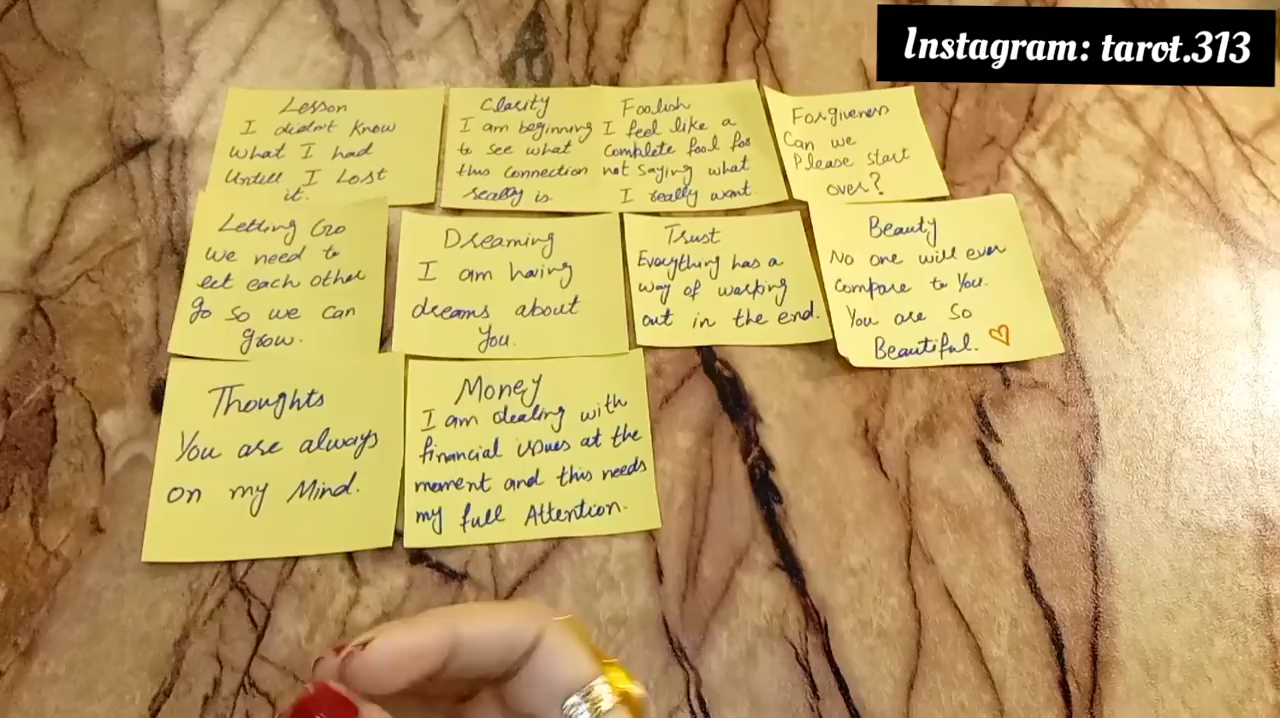 Instagram: tarot.313
Lesson
I didn't know
what I had
Untill I Lost
it.
Clarity
I am beginning
to see what
this connection
really is.
Foolish
I feel like a
Complete fool for
not saying what
I really want.
Forgiveness
Can we
Please start
over?
Letting Go
We need to
let each other
go so we can
grow.
Dreaming
I am having
dreams about
You.
Trust
Everything has a
way of working
out in the end.
Beauty
No one will ever
compare to You.
You are So
Beautiful.
Thoughts
You are always
on my Mind.
Money
I am dealing with
financial issues at the
moment and this needs
my full Attention.